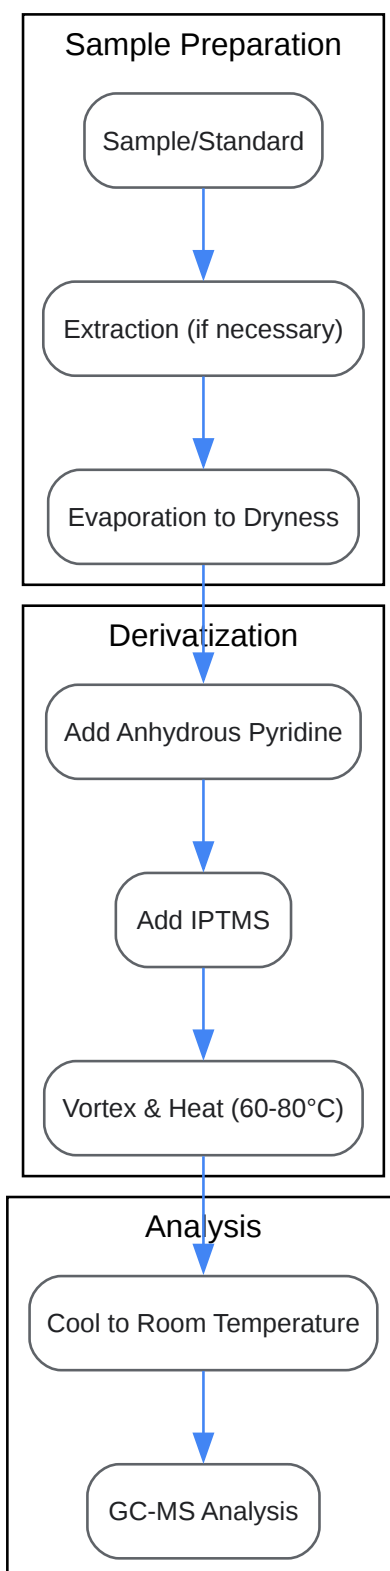 Sample Preparation
Sample/Standard
Extraction (if necessary)
Evaporation to Dryness
Derivatization
Add Anhydrous Pyridine
Add IPTMS
Vortex & Heat (60-80°C)
Analysis
Cool to Room Temperature
GC-MS Analysis